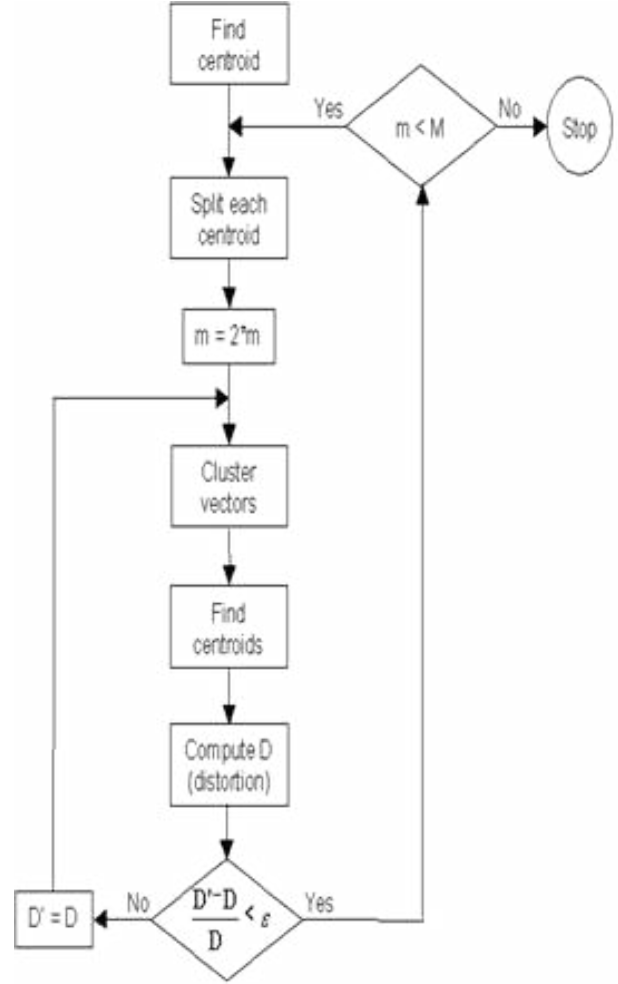 Find
centroid
Yes
m < M
No
Stop
Split each
centroid
m = 2*m
Cluster
vectors
Find
centroids
Compute D
(distortion)
D' = D
No
D'-D
D
< ε
Yes